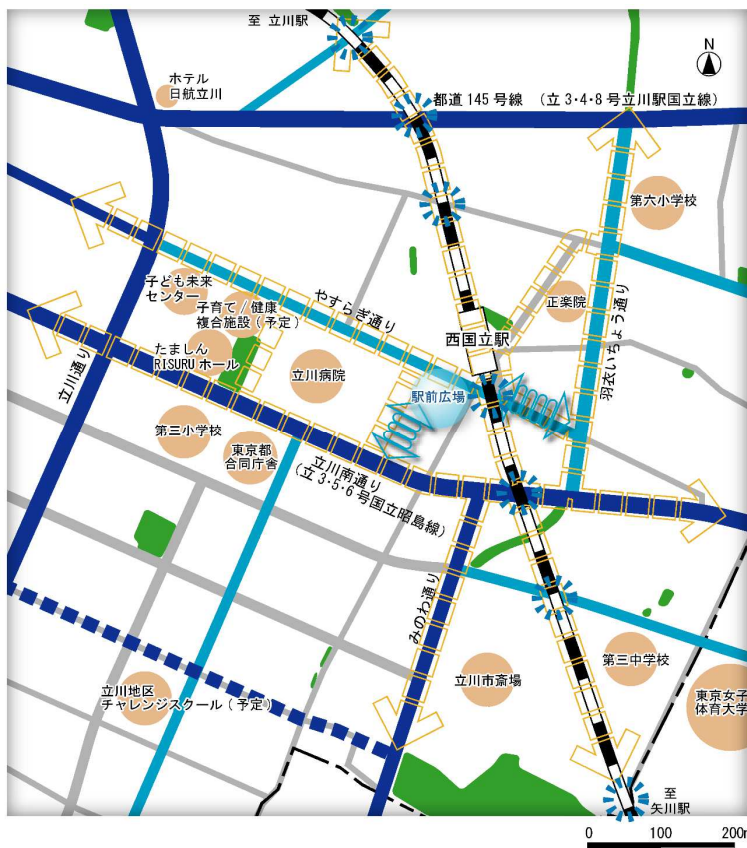 至 立川駅
N
ホテル
日航立川
都道145号線 (立3・4・8号立川駅国立線)
第六小学校
子ども未来
センター
子育て/健康
複合施設(予定)
やすらぎ通り
正楽院
西国立駅
羽衣いちょう通り
たましん
RISURUホール
立川病院
駅前広場
立川通り
第三小学校
東京都
合同庁舎
立川南通り
(立3・5・6号国立昭島線)
みのわ通り
第三中学校
立川市斎場
東京女子
体育大学
立川地区
チャレンジスクール(予定)
至
矢川駅
0 100 200m